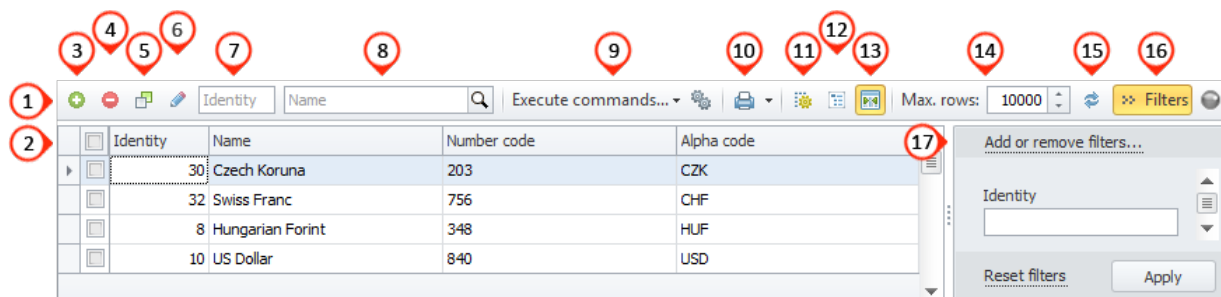 4 6 12
3 5 7 8 9 10 11 13 14 15 16
1 Identity Name Execute commands... Max. rows: 10000 Filters
2 Identity Name Number code Alpha code 17 Add or remove filters...
30 Czech Koruna 203 CZK
32 Swiss Franc 756 CHF Identity
8 Hungarian Forint 348 HUF
10 US Dollar 840 USD
Reset filters Apply